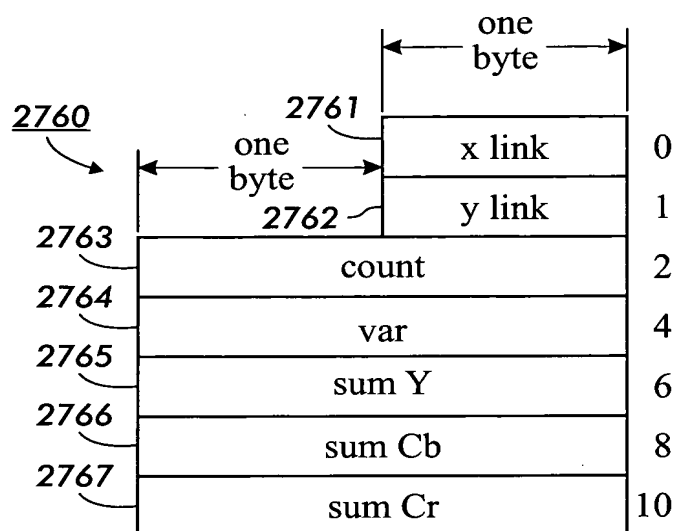 one
byte
2761
2760
x link 0
one
byte
2762
y link 1
2763
count 2
2764
var 4
2765
sum Y 6
2766
sum Cb 8
2767
sum Cr 10